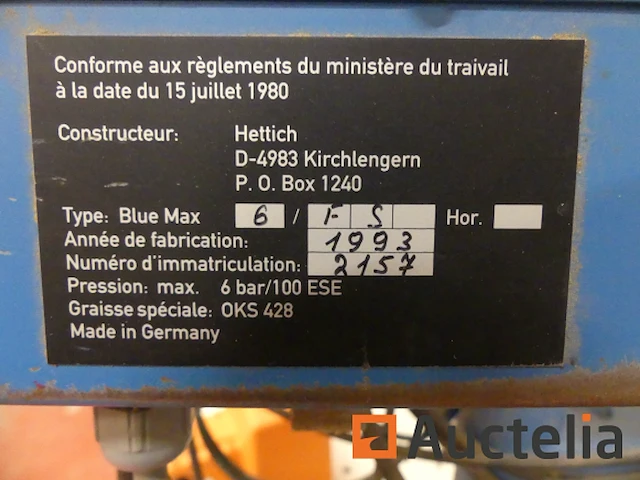 Conforme aux règlements du ministère du traivail
à la date du 15 juillet 1980
Constructeur: Hettich
D-4983 Kirchlengern
P. O. Box 1240
Type: Blue Max 6 / F S Hor.
Année de fabrication: 1993
Numéro d'immatriculation: 2157
Pression: max. 6 bar/100 ESE
Graisse spéciale: OKS 428
Made in Germany
Auctelia